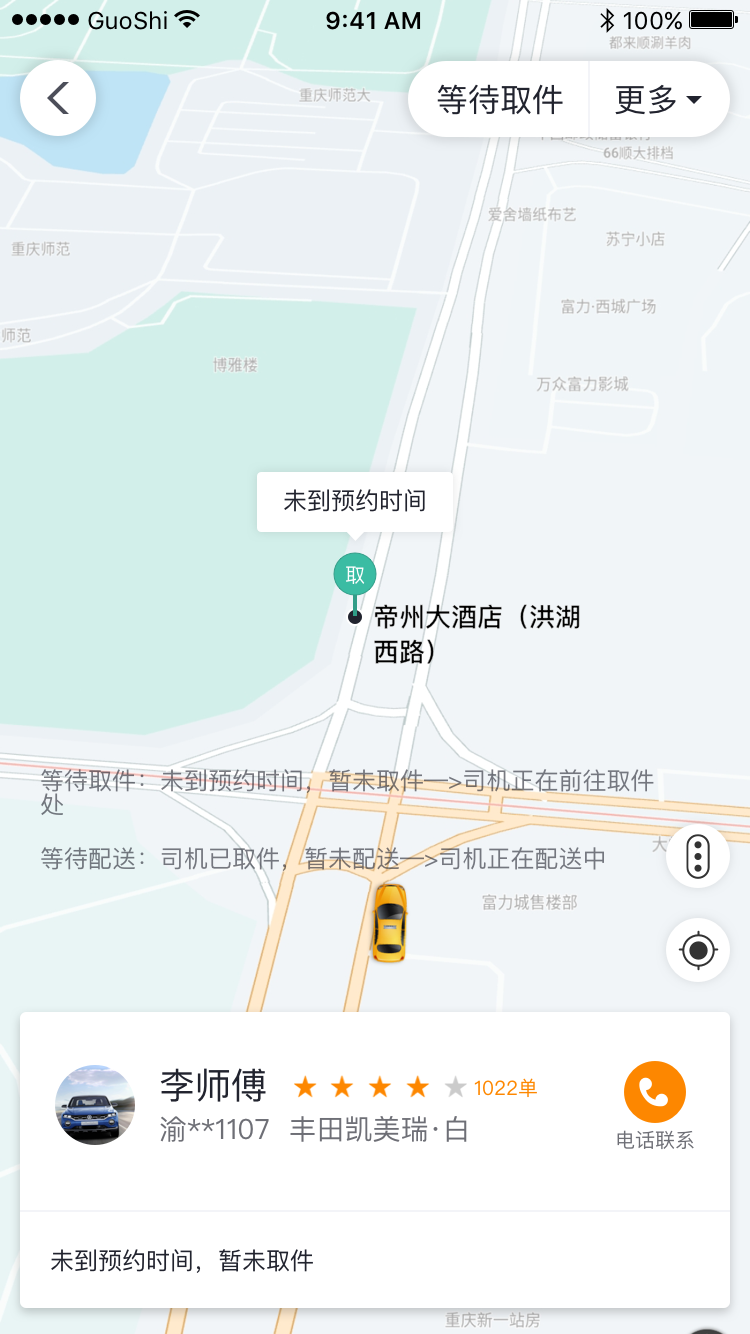 GuoShi 9:41 AM 100%
都来顺涮羊肉
重庆师范大
等待取件 更多
66顺大排档
爱舍墙纸布艺
苏宁小店
重庆师范
富力·西城广场
师范
博雅楼
万众富力影城
未到预约时间
取
帝州大酒店（洪湖
西路）
等待取件：未到预约时间，暂未取件—>司机正在前往取件
处
大
等待配送：司机已取件，暂未配送—>司机正在配送中
富力城售楼部
李师傅 1022单
渝**1107 丰田凯美瑞·白
电话联系
未到预约时间，暂未取件
重庆新一站房